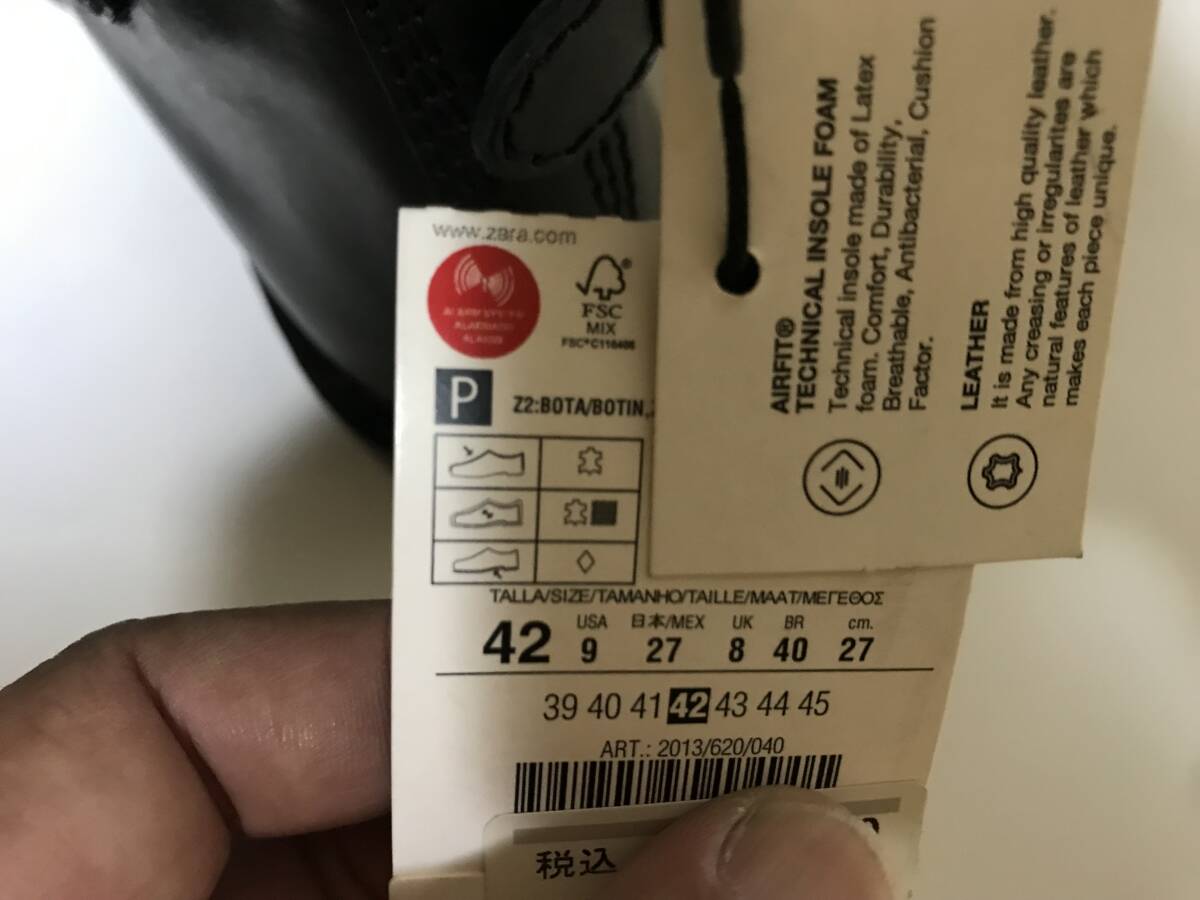 www.zara.com
FSC
MIX
FSC® C116406
P
Z2:BOTA/BOTIN,
TALLA/SIZE/TAMANHO/TAILLE/MAAT/ΜΕΓΕΘΟΣ
42 USA 9 日本/MEX 27 UK 8 BR 40 cm. 27
39 40 41 42 43 44 45
ART.: 2013/620/040
税込
AIRFIT®
TECHNICAL INSOLE FOAM
Technical insole made of Latex
foam. Comfort, Durability,
Breathable, Antibacterial, Cushion
Factor.
LEATHER
It is made from high quality leather.
Any creasing or irregularites are
natural features of leather which
makes each piece unique.